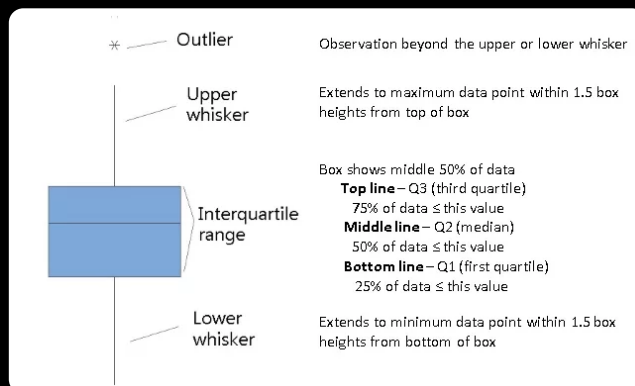 Outlier
Observation beyond the upper or lower whisker
Upper
whisker
Extends to maximum data point within 1.5 box
heights from top of box
Interquartile
range
Box shows middle 50% of data
Top line – Q3 (third quartile)
75% of data ≤ this value
Middle line – Q2 (median)
50% of data ≤ this value
Bottom line – Q1 (first quartile)
25% of data ≤ this value
Lower
whisker
Extends to minimum data point within 1.5 box
heights from bottom of box